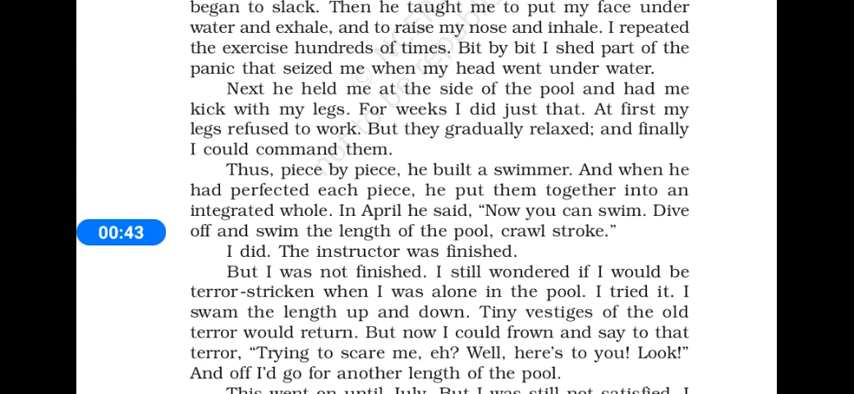 began to slack. Then he taught me to put my face under
water and exhale, and to raise my nose and inhale. I repeated
the exercise hundreds of times. Bit by bit I shed part of the
panic that seized me when my head went under water.
Next he held me at the side of the pool and had me
kick with my legs. For weeks I did just that. At first my
legs refused to work. But they gradually relaxed; and finally
I could command them.
Thus, piece by piece, he built a swimmer. And when he
had perfected each piece, he put them together into an
integrated whole. In April he said, “Now you can swim. Dive
off and swim the length of the pool, crawl stroke.”
00:43
I did. The instructor was finished.
But I was not finished. I still wondered if I would be
terror-stricken when I was alone in the pool. I tried it. I
swam the length up and down. Tiny vestiges of the old
terror would return. But now I could frown and say to that
terror, “Trying to scare me, eh? Well, here’s to you! Look!”
And off I’d go for another length of the pool.
This went on until July. But I was still not satisfied. I